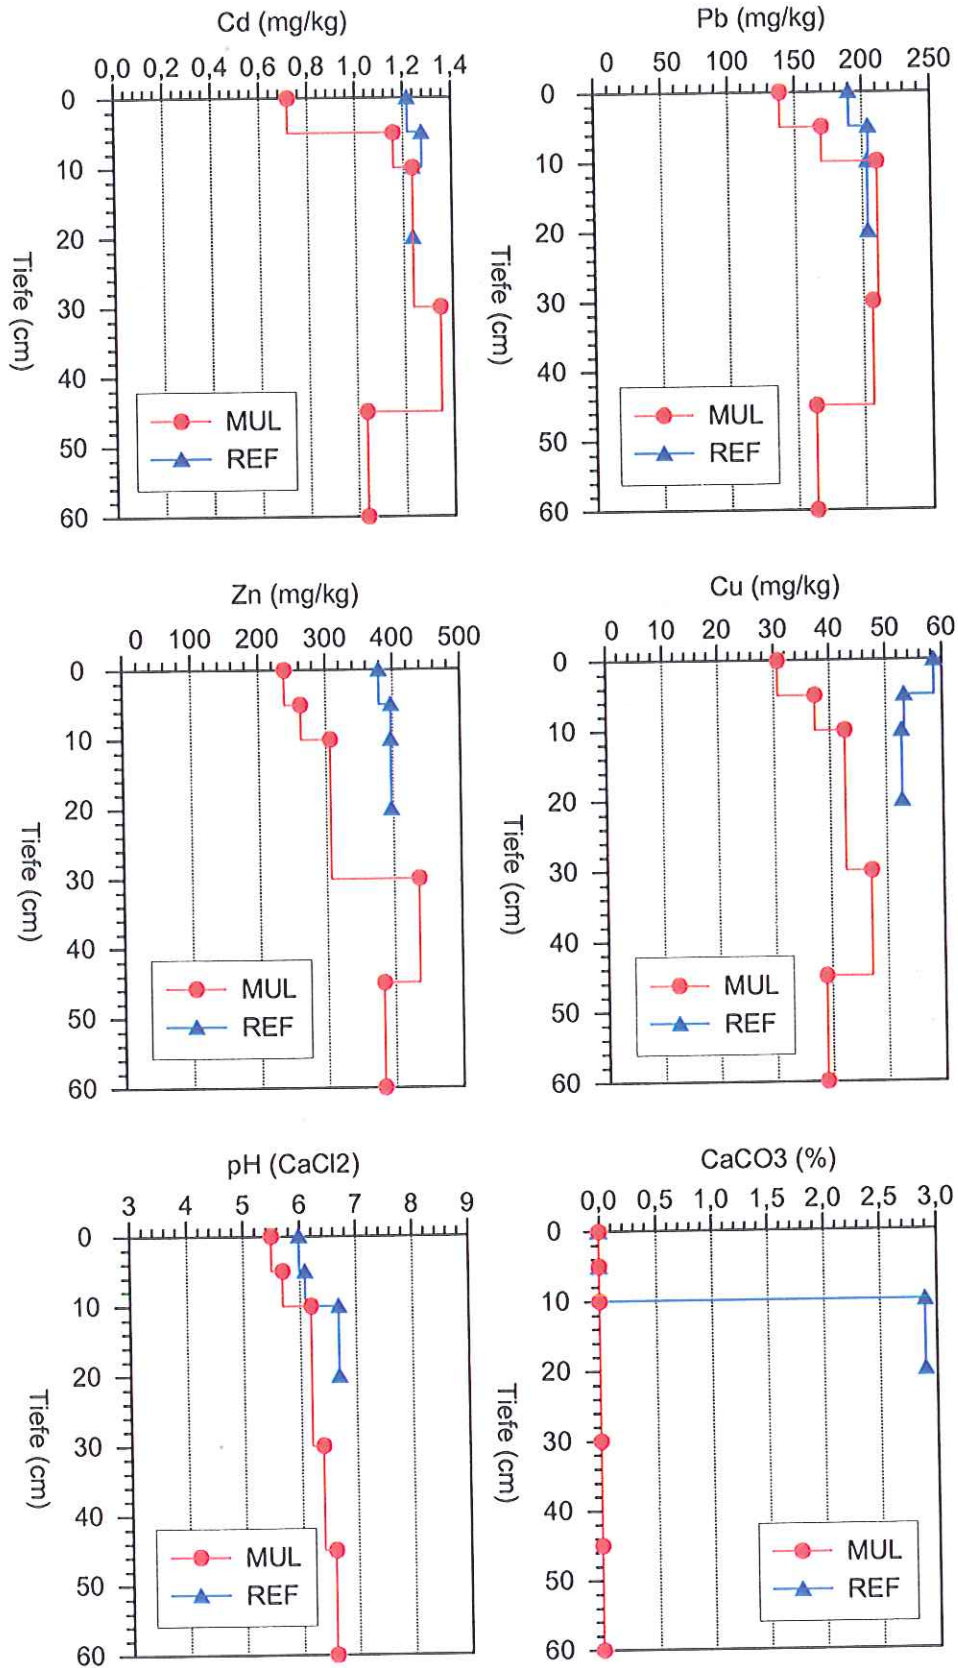 Cd (mg/kg)
0,0 0,2 0,4 0,6 0,8 1,0 1,2 1,4
0
10
20
30
40
50
60
Tiefe (cm)
MUL
REF
Pb (mg/kg)
0 50 100 150 200 250
0
10
20
30
40
50
60
Tiefe (cm)
MUL
REF
Zn (mg/kg)
0 100 200 300 400 500
0
10
20
30
40
50
60
Tiefe (cm)
MUL
REF
Cu (mg/kg)
0 10 20 30 40 50 60
0
10
20
30
40
50
60
Tiefe (cm)
MUL
REF
pH (CaCl2)
3 4 5 6 7 8 9
0
10
20
30
40
50
60
Tiefe (cm)
MUL
REF
CaCO3 (%)
0,0 0,5 1,0 1,5 2,0 2,5 3,0
0
10
20
30
40
50
60
Tiefe (cm)
MUL
REF